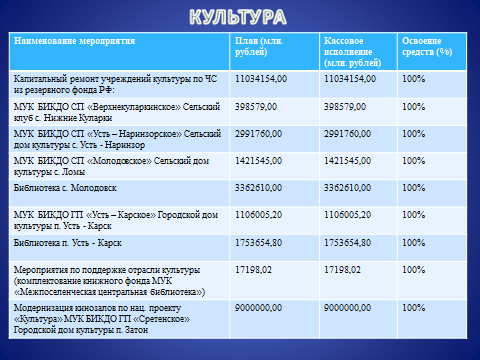 КУЛЬТУРА
Наименование мероприятия План (млн. рублей) Кассовое исполнение (млн. рублей) Освоение средств (%)
Капитальный ремонт учреждений культуры по ЧС из резервного фонда РФ: 11034154,00 11034154,00 100%
МУК БИКДО СП «Верхнекуларкинское» Сельский клуб с. Нижние Куларки 398579,00 398579,00 100%
МУК БИКДО СП «Усть – Наринзорское» Сельский дом культуры с. Усть - Наринзор 2991760,00 2991760,00 100%
МУК БИКДО СП «Молодовское» Сельский дом культуры с. Ломы 1421545,00 1421545,00 100%
Библиотека с. Молодовск 3362610,00 3362610,00 100%
МУК БИКДО ГП «Усть – Карское» Городской дом культуры п. Усть - Карск 1106005,20 1106005,20 100%
Библиотека п. Усть - Карск 1753654,80 1753654,80 100%
Мероприятия по поддержке отрасли культуры (комплектование книжного фонда МУК «Межпоселенческая центральная библиотека») 17198,02 17198,02 100%
Модернизация кинозалов по нац. проекту «Культура» МУК БИКДО ГП «Сретенское» Городской дом культуры п. Затон 9000000,00 9000000,00 100%